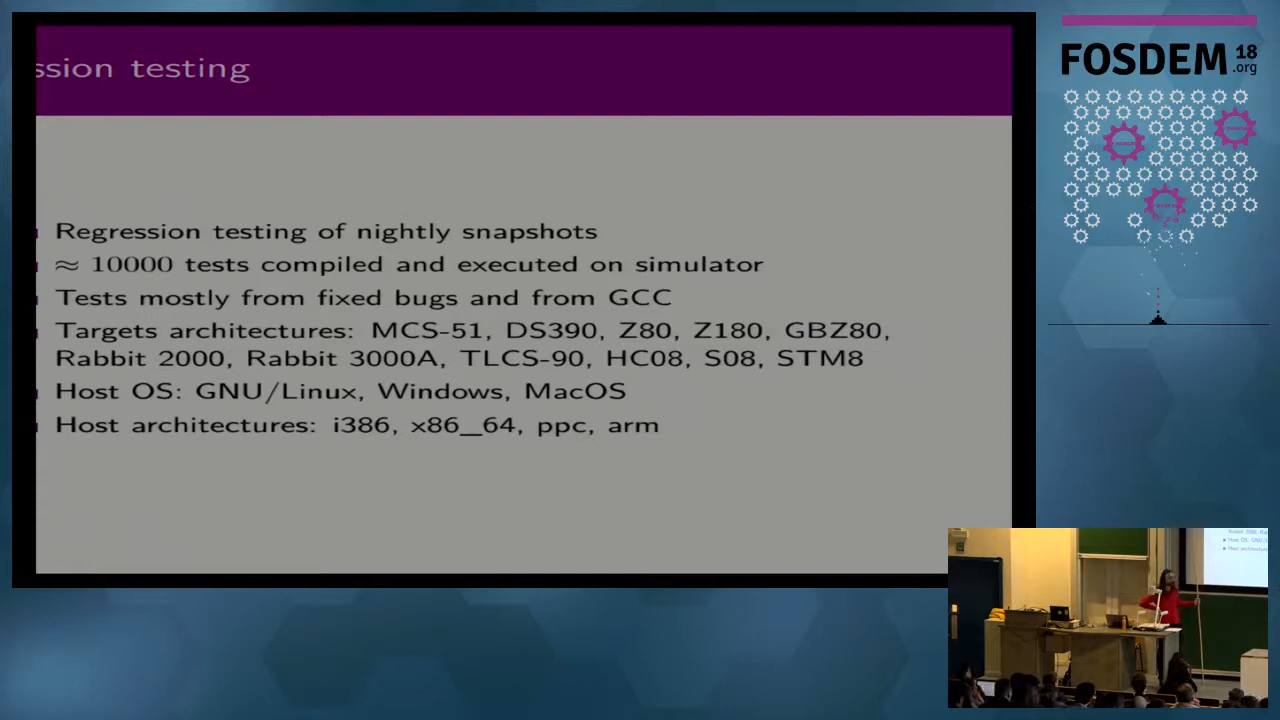 ssion testing
Regression testing of nightly snapshots
≈ 10000 tests compiled and executed on simulator
Tests mostly from fixed bugs and from GCC
Targets architectures: MCS-51, DS390, Z80, Z180, GBZ80,
Rabbit 2000, Rabbit 3000A, TLCS-90, HC08, S08, STM8
Host OS: GNU/Linux, Windows, MacOS
Host architectures: i386, x86_64, ppc, arm
FOSDEM 18
.org